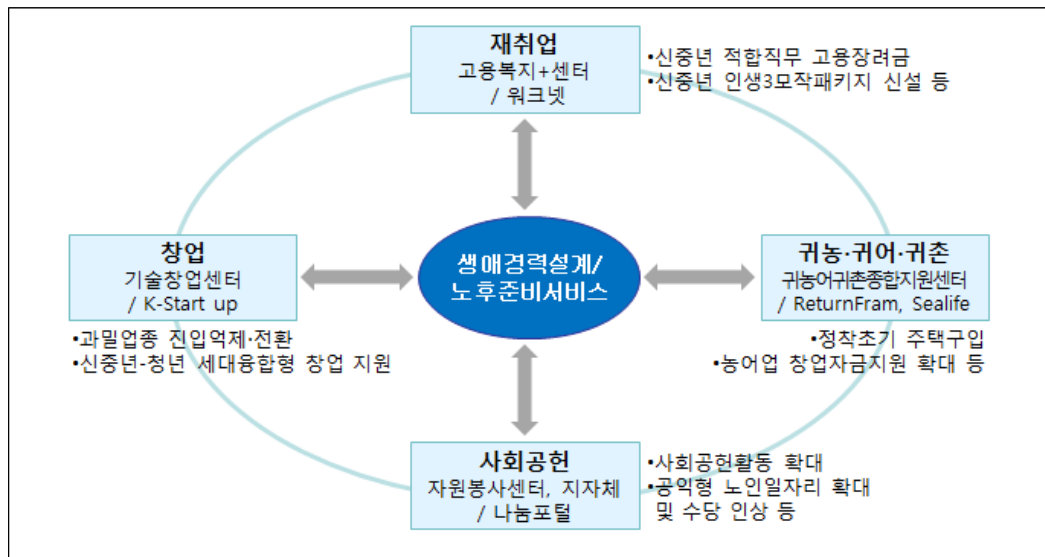 재취업
고용복지+센터
/ 워크넷
•신중년 적합직무 고용장려금
•신중년 인생3모작패키지 신설 등
창업
기술창업센터
/ K-Start up
•과밀업종 진입억제·전환
•신중년-청년 세대융합형 창업 지원
생애경력설계/
노후준비서비스
귀농·귀어·귀촌
귀농어귀촌종합지원센터
/ ReturnFram, Sealife
•정착초기 주택구입
•농어업 창업자금지원 확대 등
사회공헌
자원봉사센터, 지자체
/ 나눔포털
•사회공헌활동 확대
•공익형 노인일자리 확대
및 수당 인상 등